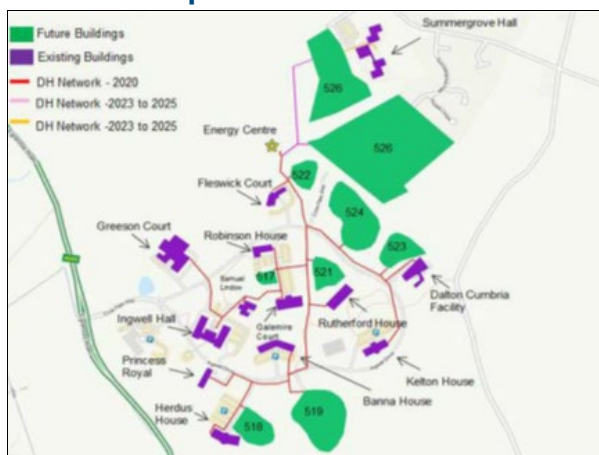 Future Buildings
Existing Buildings
DH Network - 2020
DH Network -2023 to 2025
DH Network -2023 to 2025
Summergrove Hall
526
Energy Centre
526
522
Fleswick Court
524
Greeson Court
Robinson House
523
517
521
Samuel
Lindow
Dalton Cumbria
Facility
Ingwell Hall
Galemire
Court
Rutherford House
Princess
Royal
Kelton House
Banna House
Herdus
House
518
519